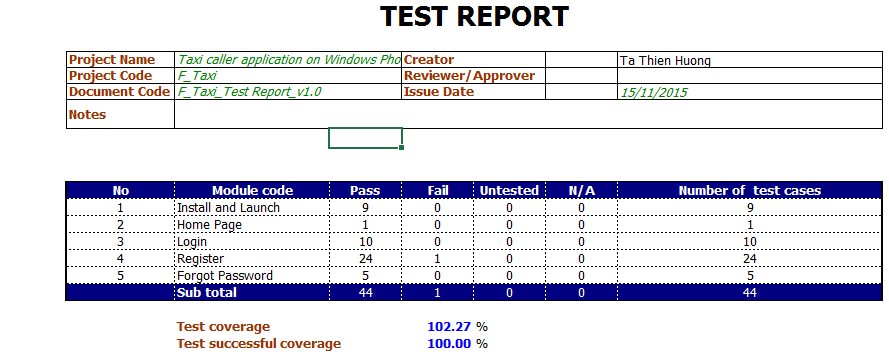 TEST REPORT
Project Name Taxi caller application on Windows Pho Creator Ta Thien Huong
Project Code F_Taxi Reviewer/Approver
Document Code F_Taxi_Test Report_v1.0 Issue Date 15/11/2015
Notes
No Module code Pass Fail Untested N/A Number of test cases
1 Install and Launch 9 0 0 0 9
2 Home Page 1 0 0 0 1
3 Login 10 0 0 0 10
4 Register 24 1 0 0 24
5 Forgot Password 5 0 0 0 5
Sub total 44 1 0 0 44
Test coverage 102.27 %
Test successful coverage 100.00 %